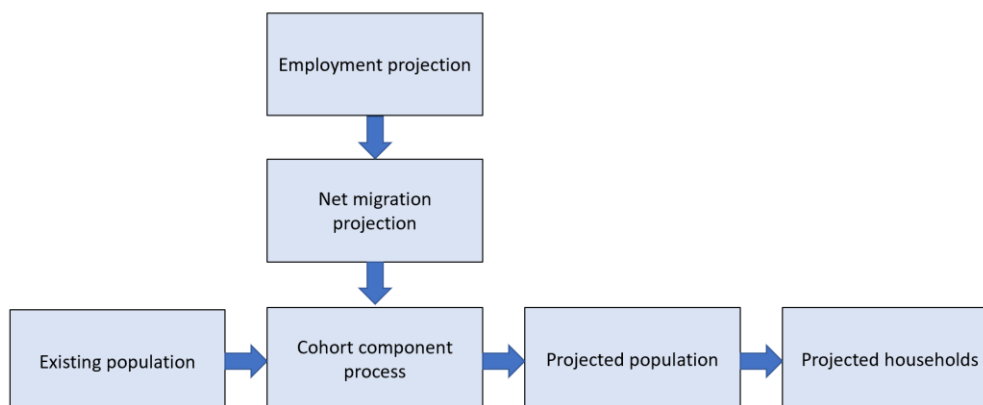 Employment projection
Net migration
projection
Existing population
Cohort component
process
Projected population
Projected households